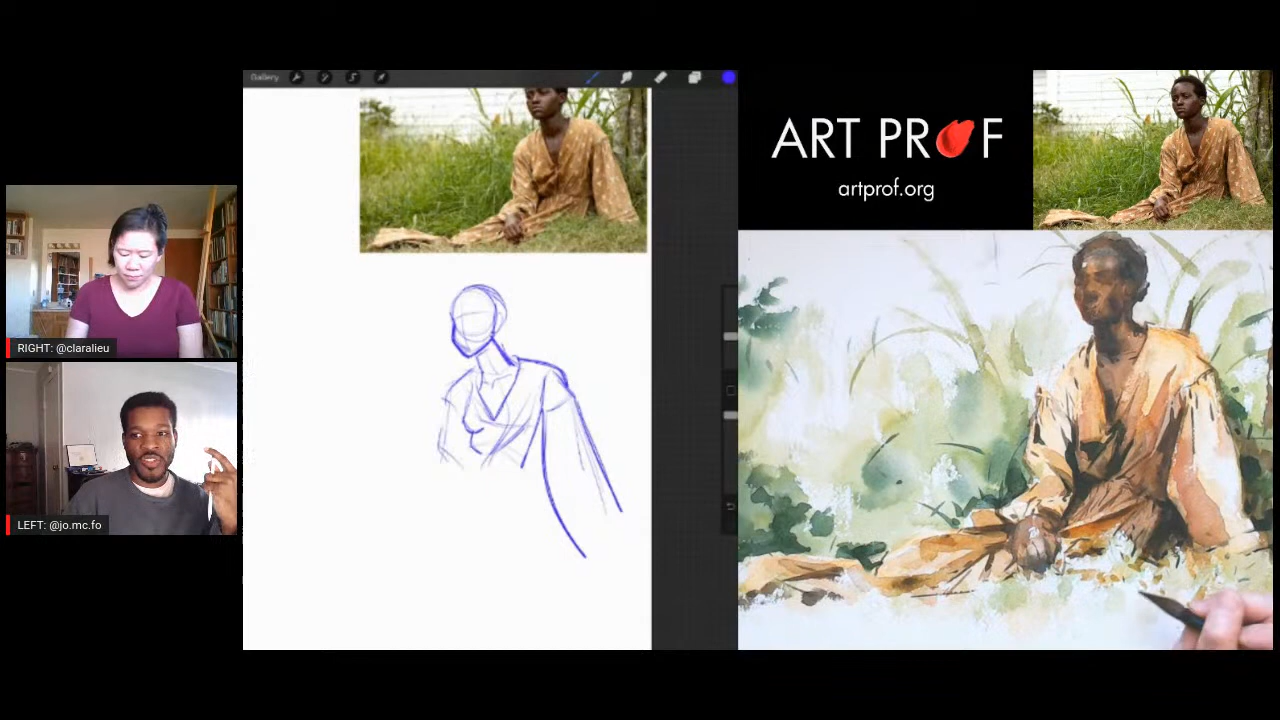 Gallery
ART PROF
artprof.org
RIGHT: @claralieu
LEFT: @jo.mc.fo